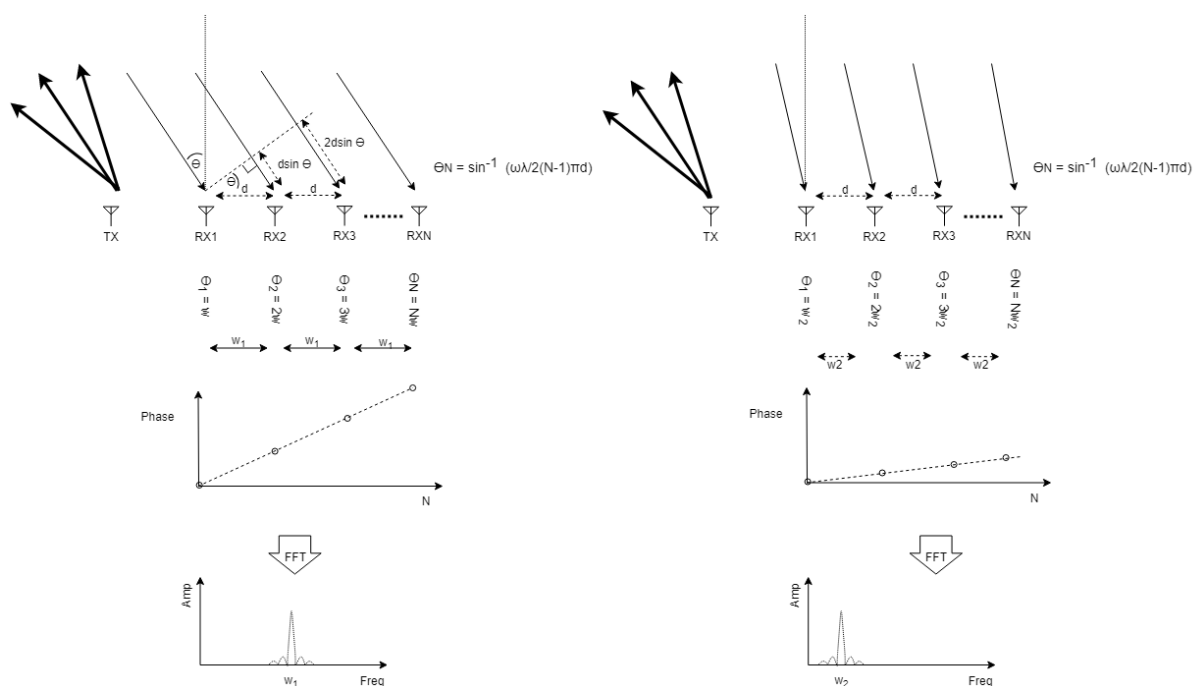 Θ
Θ
dsin Θ
2dsin Θ
d
d
ΘN = sin⁻¹ (ωλ/2(N-1)πd)
TX
RX1
RX2
RX3
RXN
Θ₁ = w
Θ₂ = 2w
Θ₃ = 3w
ΘN = Nw
w₁
w₁
w₁
Phase
N
FFT
Amp
w₁
Freq
d
d
ΘN = sin⁻¹ (ωλ/2(N-1)πd)
TX
RX1
RX2
RX3
RXN
Θ₁ = w₂
Θ₂ = 2w₂
Θ₃ = 3w₂
ΘN = Nw₂
w2
w2
w2
Phase
N
FFT
Amp
w₂
Freq